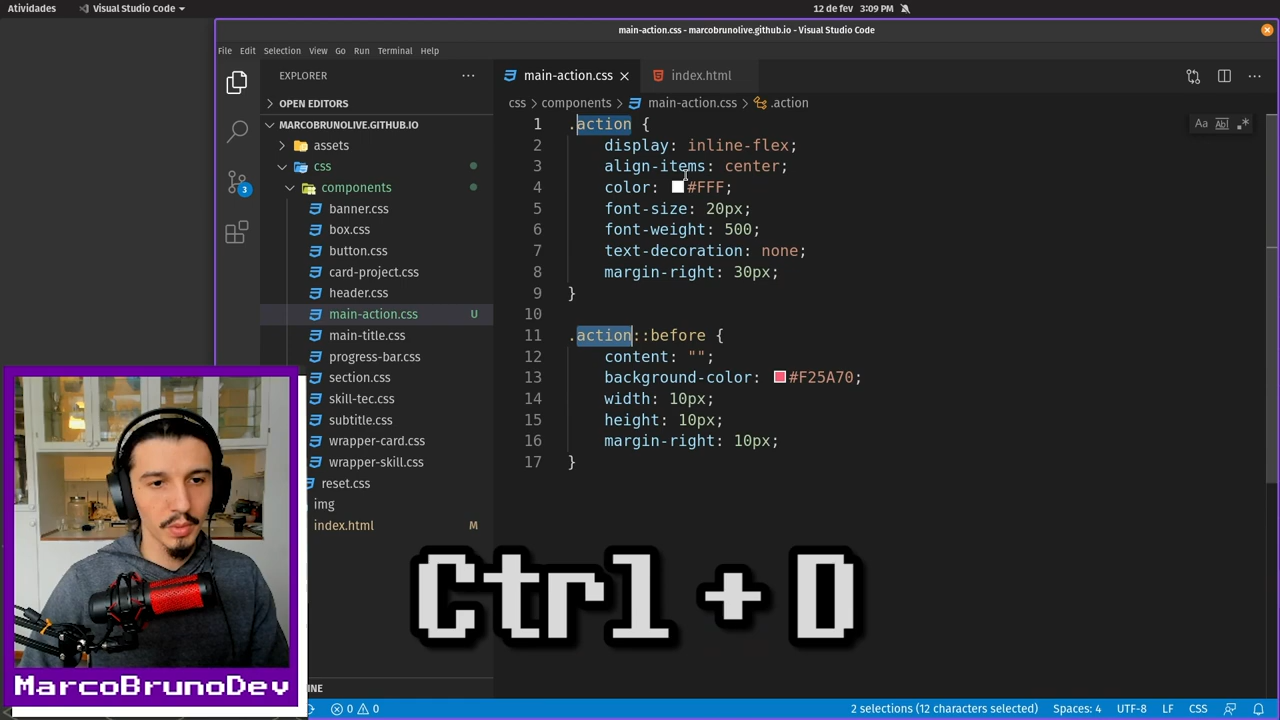 Atividades
Visual Studio Code
12 de fev 3:09 PM
main-action.css - marcobrunolive.github.io - Visual Studio Code
File Edit Selection View Go Run Terminal Help
EXPLORER
main-action.css
index.html
OPEN EDITORS
css > components > main-action.css > .action
MARCOBRUNOLIVE.GITHUB.IO
assets
css
components
banner.css
box.css
button.css
card-project.css
header.css
main-action.css U
main-title.css
progress-bar.css
section.css
skill-tec.css
subtitle.css
wrapper-card.css
wrapper-skill.css
reset.css
img
index.html M
3
Aa Abl .*
1 .action {
2 display: inline-flex;
3 align-items: center;
4 color: #FFF;
5 font-size: 20px;
6 font-weight: 500;
7 text-decoration: none;
8 margin-right: 30px;
9 }
10
11 .action::before {
12 content: "";
13 background-color: #F25A70;
14 width: 10px;
15 height: 10px;
16 margin-right: 10px;
17 }
Ctrl + D
MarcoBrunoDev
INE
0 0
2 selections (12 characters selected) Spaces: 4 UTF-8 LF CSS